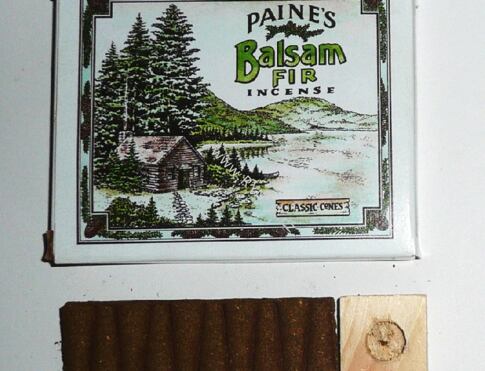 PAINE'S
Balsam
FIR
INCENSE
CLASSIC CONES